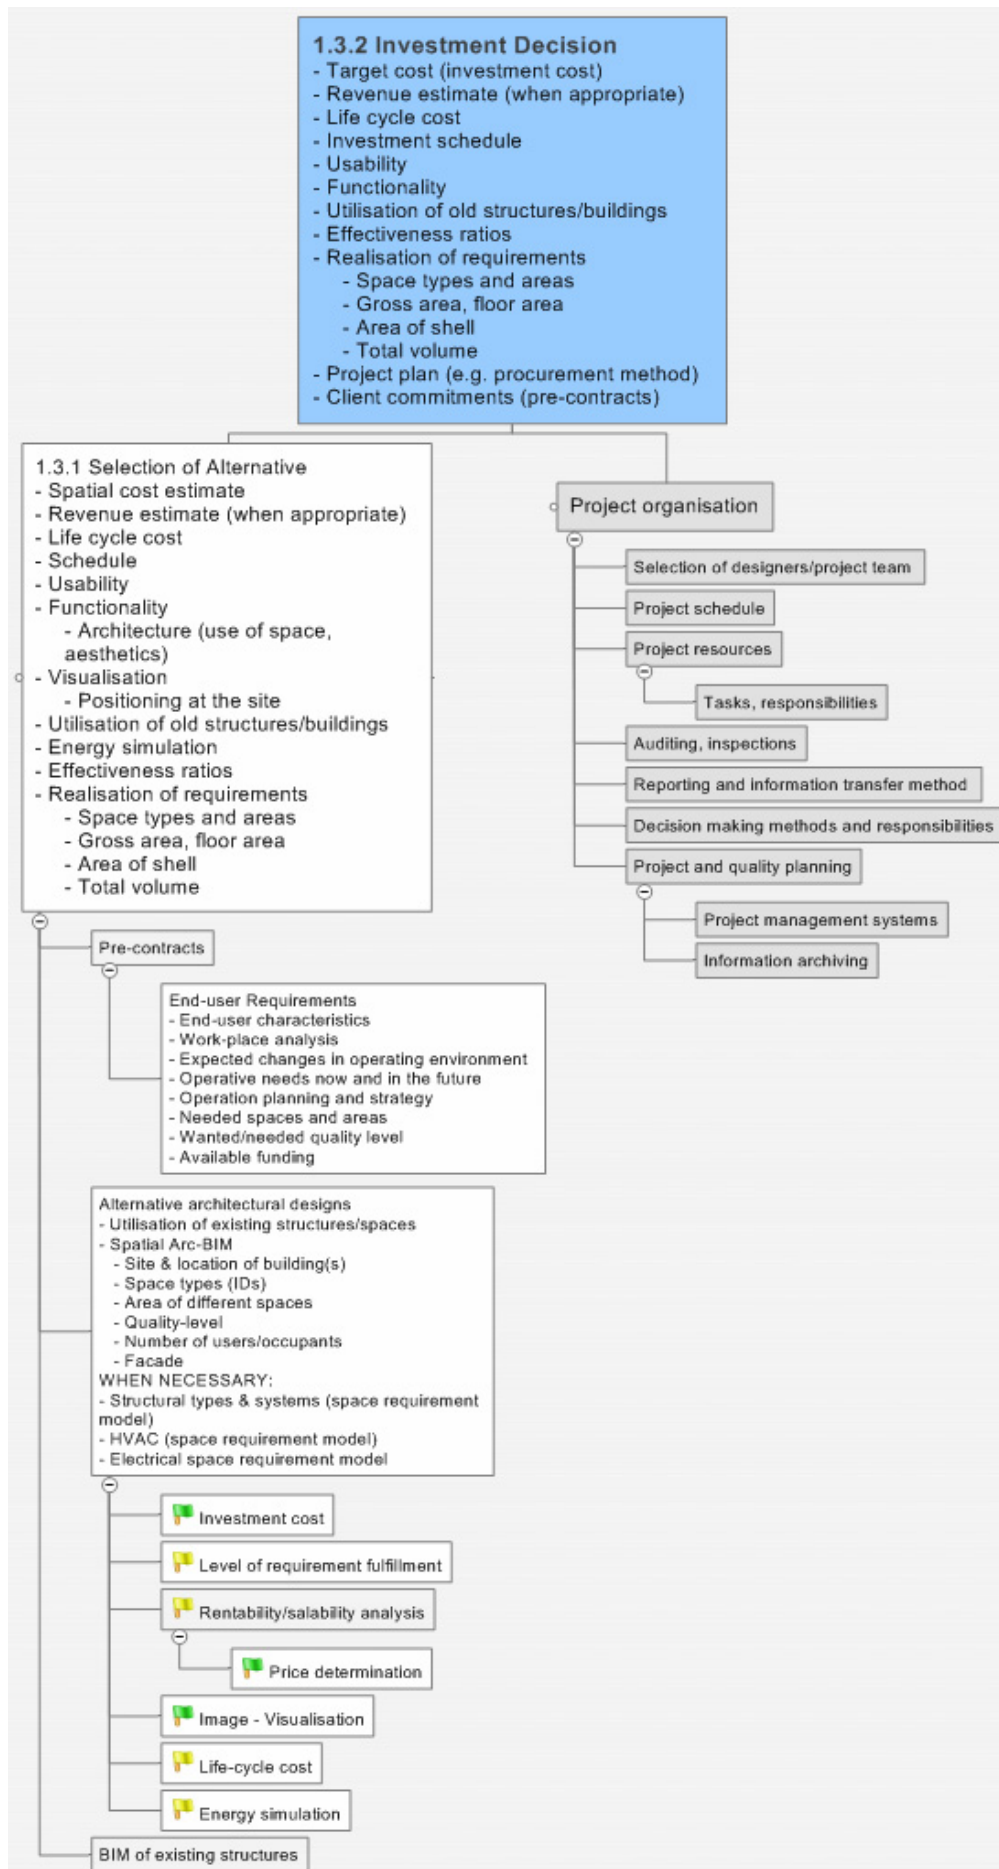 1.3.2 Investment Decision
- Target cost (investment cost)
- Revenue estimate (when appropriate)
- Life cycle cost
- Investment schedule
- Usability
- Functionality
- Utilisation of old structures/buildings
- Effectiveness ratios
- Realisation of requirements
- Space types and areas
- Gross area, floor area
- Area of shell
- Total volume
- Project plan (e.g. procurement method)
- Client commitments (pre-contracts)
1.3.1 Selection of Alternative
- Spatial cost estimate
- Revenue estimate (when appropriate)
- Life cycle cost
- Schedule
- Usability
- Functionality
- Architecture (use of space,
aesthetics)
- Visualisation
- Positioning at the site
- Utilisation of old structures/buildings
- Energy simulation
- Effectiveness ratios
- Realisation of requirements
- Space types and areas
- Gross area, floor area
- Area of shell
- Total volume
Project organisation
Selection of designers/project team
Project schedule
Project resources
Tasks, responsibilities
Auditing, inspections
Reporting and information transfer method
Decision making methods and responsibilities
Project and quality planning
Project management systems
Information archiving
Pre-contracts
End-user Requirements
- End-user characteristics
- Work-place analysis
- Expected changes in operating environment
- Operative needs now and in the future
- Operation planning and strategy
- Needed spaces and areas
- Wanted/needed quality level
- Available funding
Alternative architectural designs
- Utilisation of existing structures/spaces
- Spatial Arc-BIM
- Site & location of building(s)
- Space types (IDs)
- Area of different spaces
- Quality-level
- Number of users/occupants
- Facade
WHEN NECESSARY:
- Structural types & systems (space requirement
model)
- HVAC (space requirement model)
- Electrical space requirement model
Investment cost
Level of requirement fulfillment
Rentability/salability analysis
Price determination
Image - Visualisation
Life-cycle cost
Energy simulation
BIM of existing structures